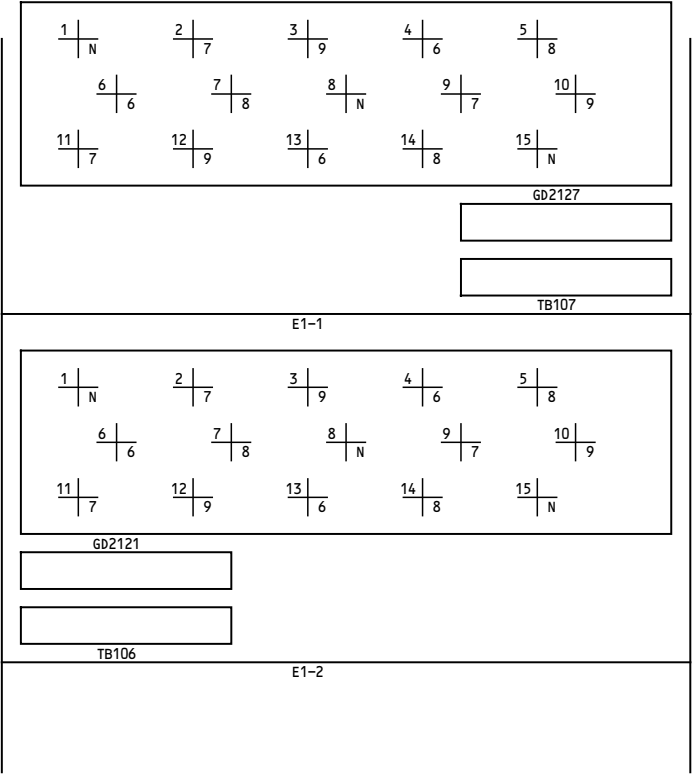 1 2 3 4 5
N 7 9 6 8
6 7 8 9 10
6 8 N 7 9
11 12 13 14 15
7 9 6 8 N
GD2127
TB107
E1-1
1 2 3 4 5
N 7 9 6 8
6 7 8 9 10
6 8 N 7 9
11 12 13 14 15
7 9 6 8 N
GD2121
TB106
E1-2